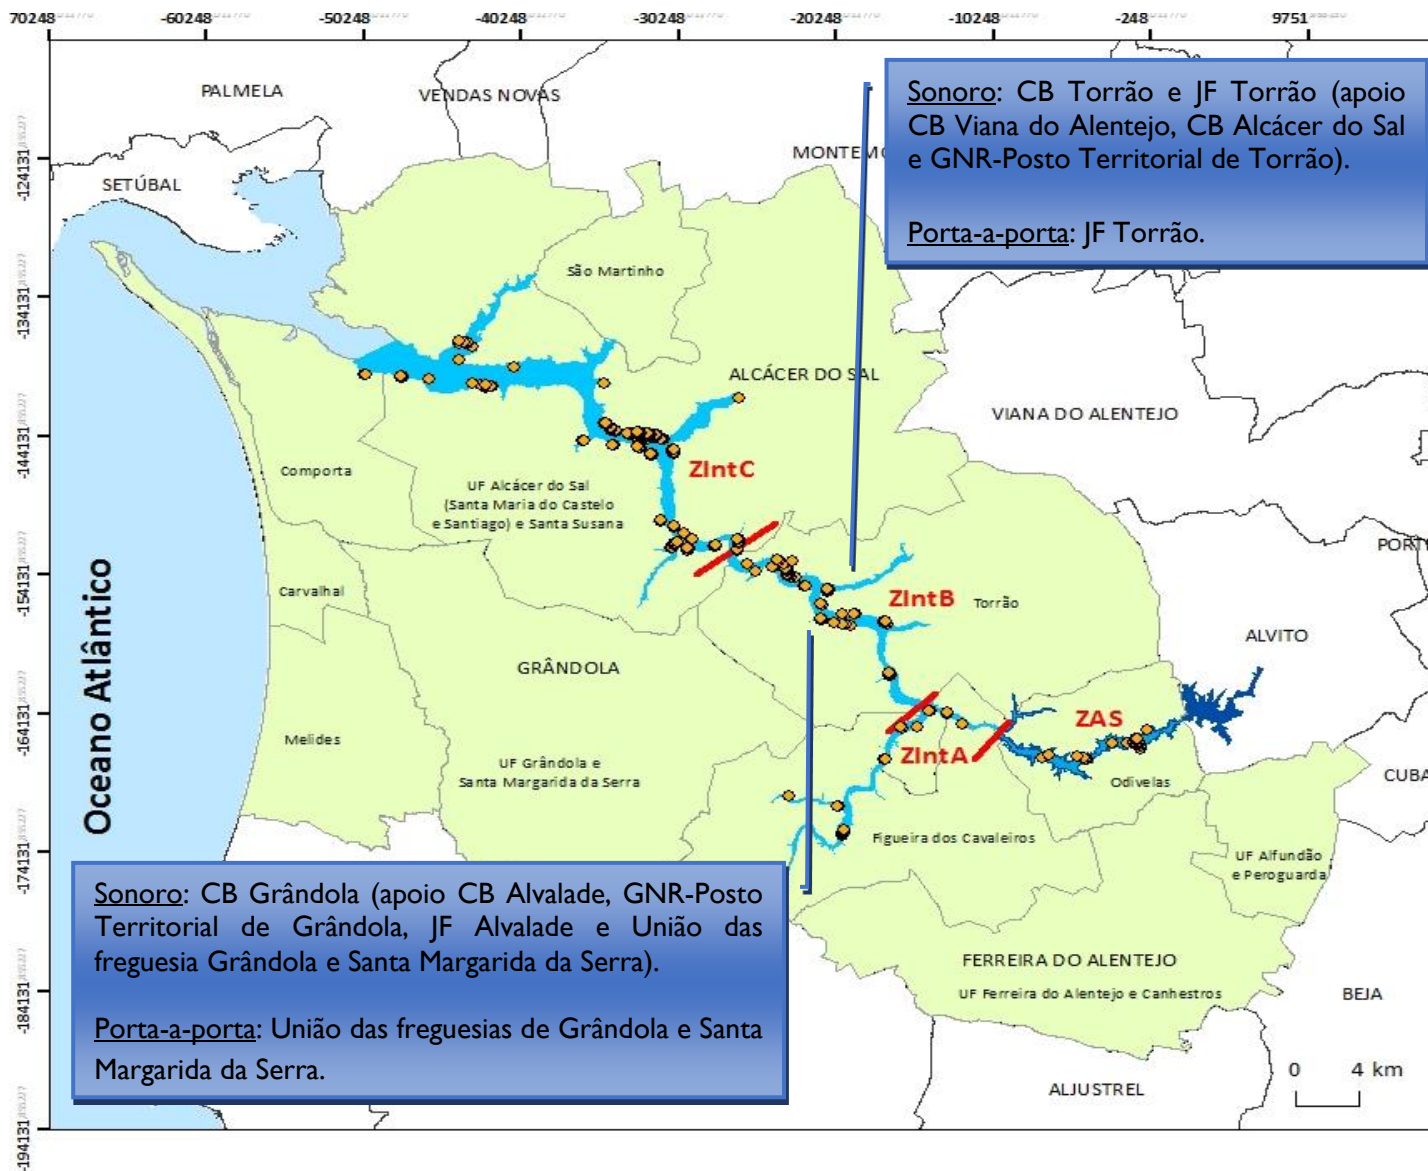 70248 -60248 -50248 -40248 -30248 -20248 -10248 -248 9751
PALMELA
VENDAS NOVAS
Sonoro: CB Torrão e JF Torrão (apoio
CB Viana do Alentejo, CB Alcácer do Sal
e GNR-Posto Territorial de Torrão).
Porta-a-porta: JF Torrão.
-124131
MONTEMO
SETÚBAL
São Martinho
-134131
ALCÁCER DO SAL
VIANA DO ALENTEJO
-144131
ZIntC
Comporta
UF Alcácer do Sal
(Santa Maria do Castelo
e Santiago) e Santa Susana
Oceano Atlântico
PORT
-154131
Carvalhal
ZIntB
Torrão
ALVITO
GRÂNDOLA
-164131
ZAS
Melides
ZIntA
UF Grândola e
Santa Margarida da Serra
Odivelas
CUBA
Figueira dos Cavaleiros
-174131
UF Alfundão
e Peroguarda
Sonoro: CB Grândola (apoio CB Alvalade, GNR-Posto
Territorial de Grândola, JF Alvalade e União das
freguesia Grândola e Santa Margarida da Serra).
Porta-a-porta: União das freguesias de Grândola e Santa
Margarida da Serra.
FERREIRA DO ALENTEJO
UF Ferreira do Alentejo e Canhestros
BEJA
-184131
0 4 km
ALJUSTREL
-194131